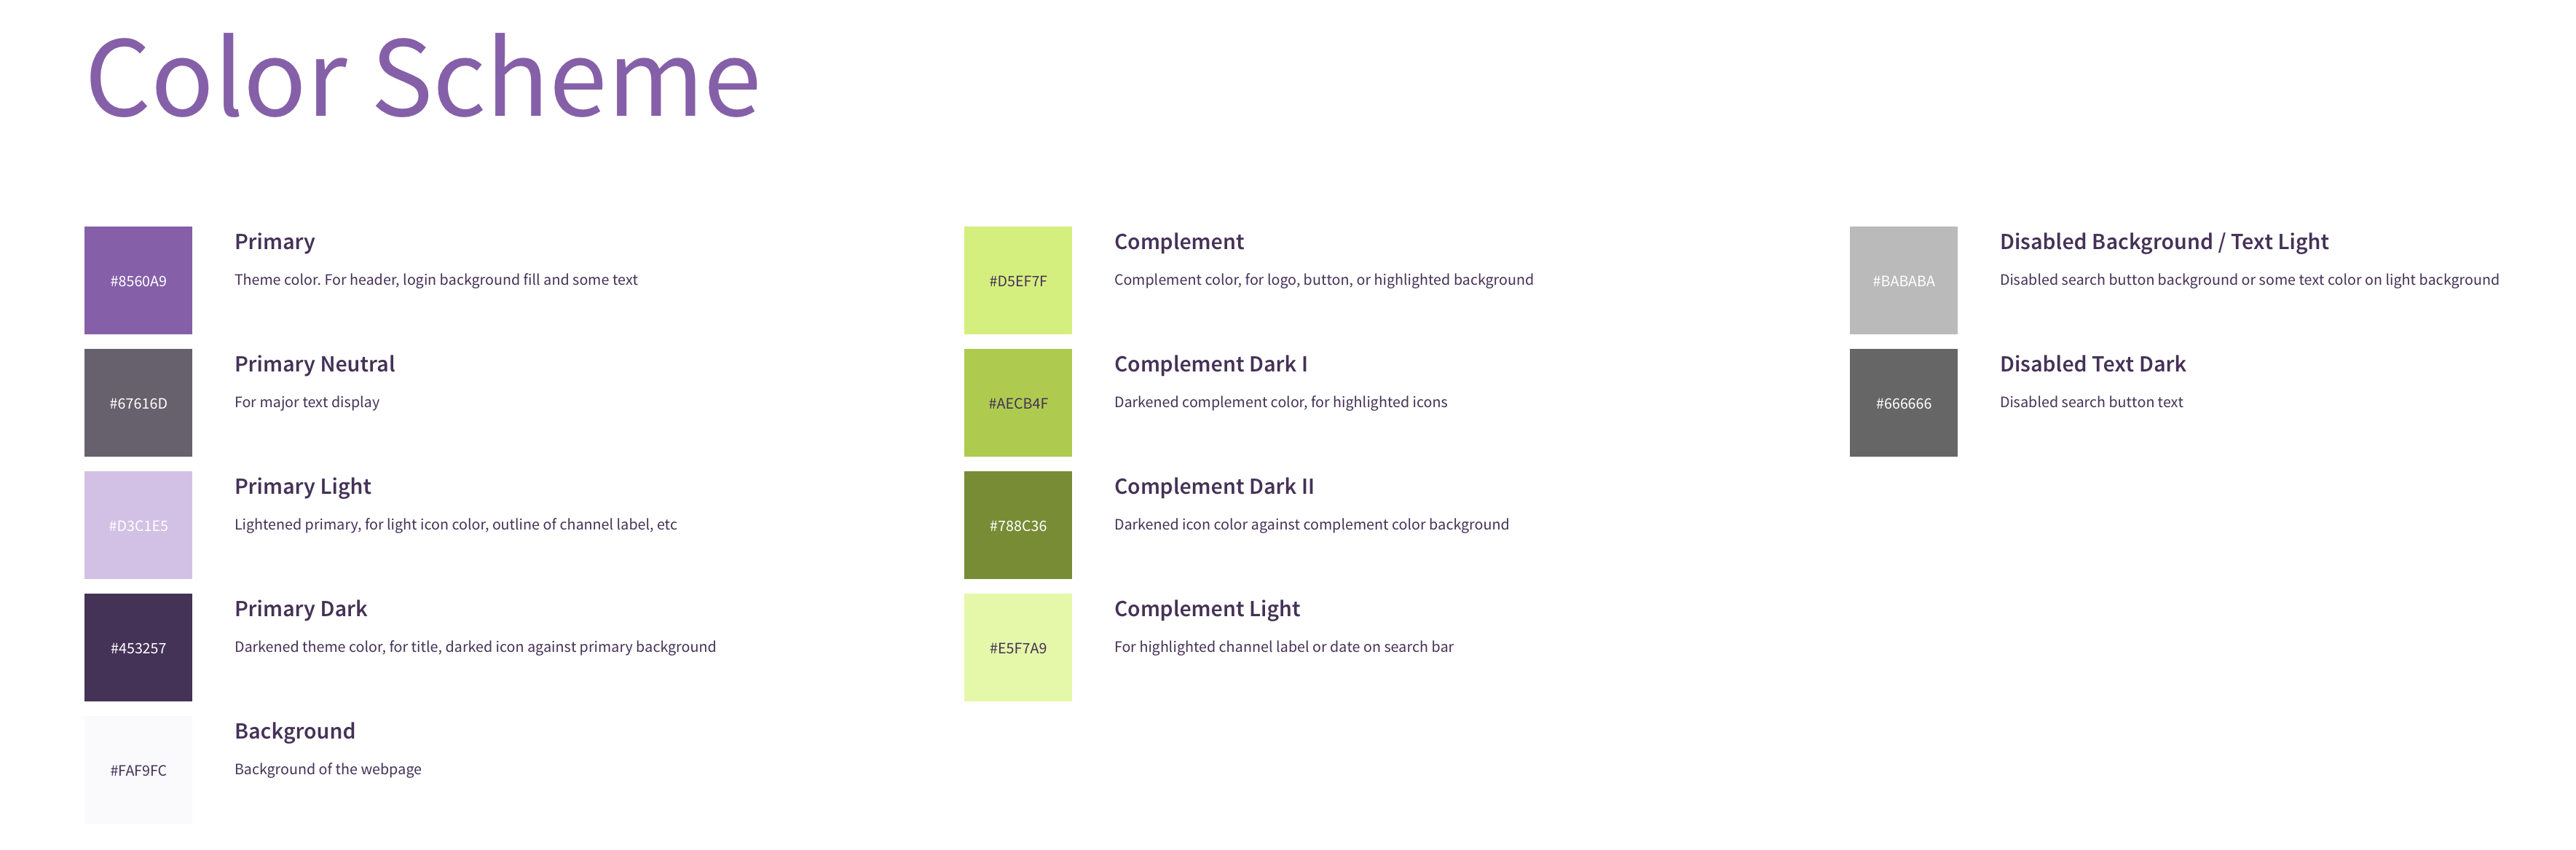 Color Scheme
#8560A9
Primary
Theme color. For header, login background fill and some text
#67616D
Primary Neutral
For major text display
#D3C1E5
Primary Light
Lightened primary, for light icon color, outline of channel label, etc
#453257
Primary Dark
Darkened theme color, for title, darked icon against primary background
#FAF9FC
Background
Background of the webpage
#D5EF7F
Complement
Complement color, for logo, button, or highlighted background
#AECB4F
Complement Dark I
Darkened complement color, for highlighted icons
#788C36
Complement Dark II
Darkened icon color against complement color background
#E5F7A9
Complement Light
For highlighted channel label or date on search bar
#BABABA
Disabled Background / Text Light
Disabled search button background or some text color on light background
#666666
Disabled Text Dark
Disabled search button text